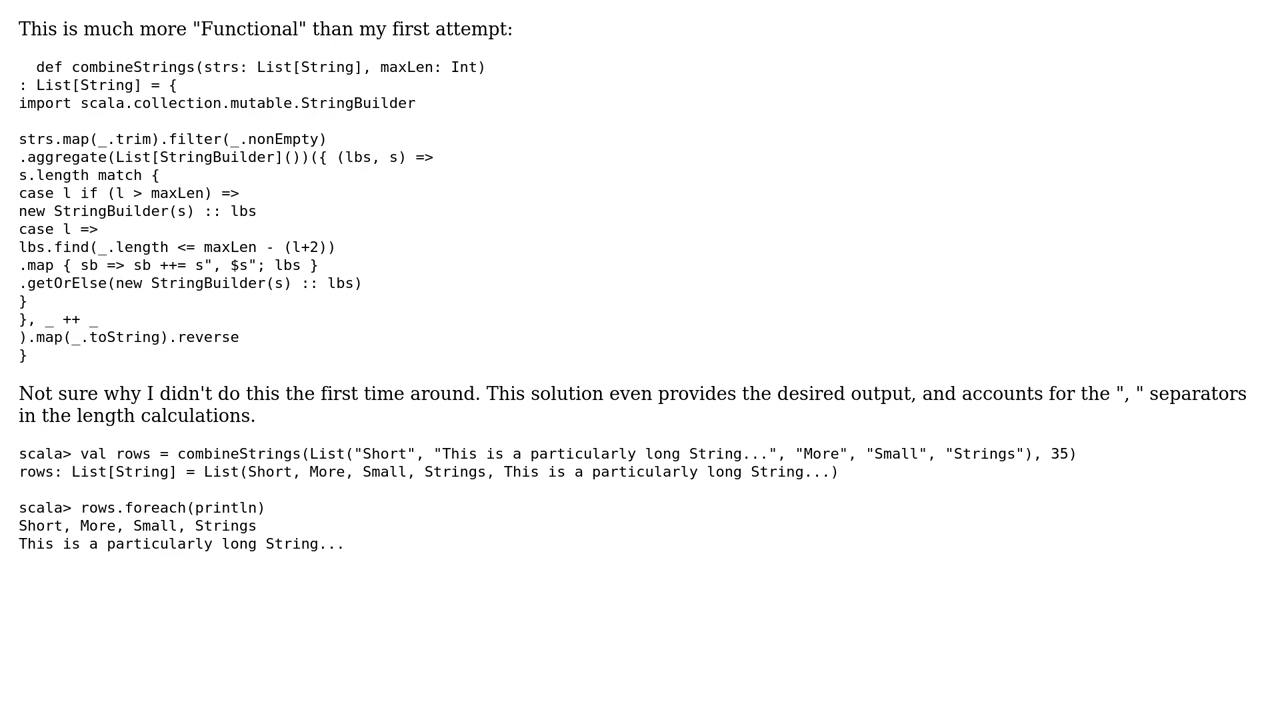 This is much more "Functional" than my first attempt:
def combineStrings(strs: List[String], maxLen: Int)
: List[String] = {
import scala.collection.mutable.StringBuilder
strs.map(_.trim).filter(_.nonEmpty)
.aggregate(List[StringBuilder]())({ (lbs, s) =>
s.length match {
case l if (l > maxLen) =>
new StringBuilder(s) :: lbs
case l =>
lbs.find(_.length <= maxLen - (l+2))
.map { sb => sb ++= s", $s"; lbs }
.getOrElse(new StringBuilder(s) :: lbs)
}
}, _ ++ _
).map(_.toString).reverse
}
Not sure why I didn't do this the first time around. This solution even provides the desired output, and accounts for the ", " separators
in the length calculations.
scala> val rows = combineStrings(List("Short", "This is a particularly long String...", "More", "Small", "Strings"), 35)
rows: List[String] = List(Short, More, Small, Strings, This is a particularly long String...)
scala> rows.foreach(println)
Short, More, Small, Strings
This is a particularly long String...